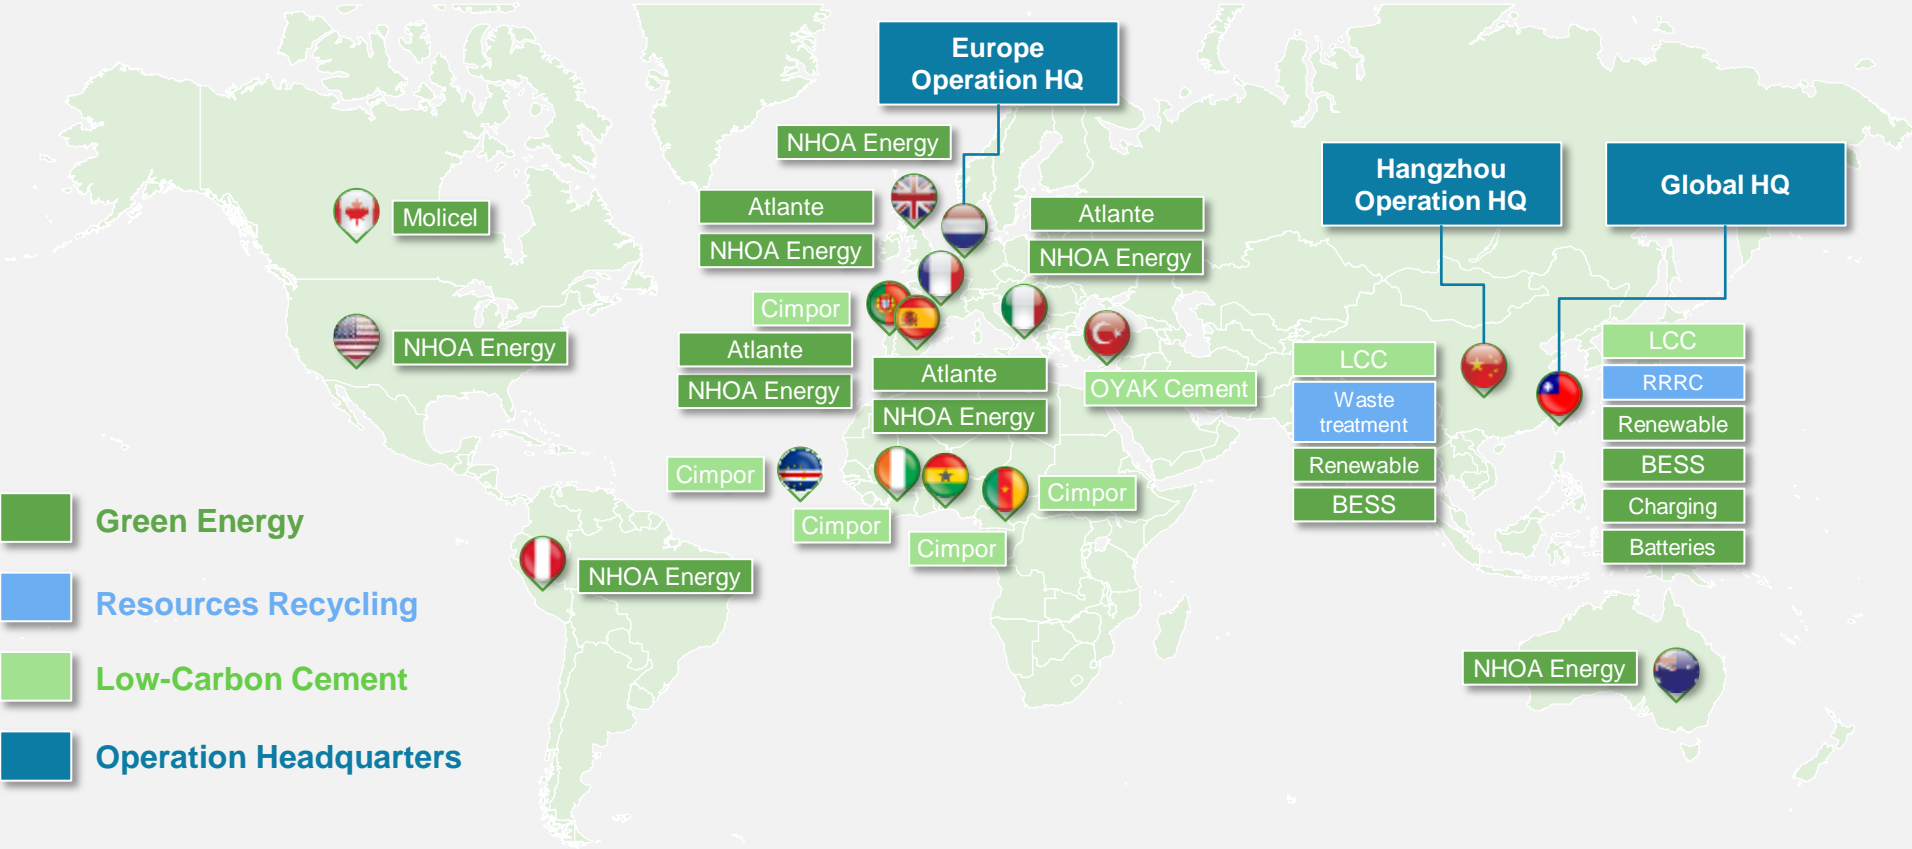 Europe
Operation HQ
NHOA Energy
Hangzhou
Operation HQ
Global HQ
Molicel
Atlante
NHOA Energy
Atlante
NHOA Energy
Cimpor
NHOA Energy
Atlante
NHOA Energy
Atlante
NHOA Energy
OYAK Cement
LCC
Waste
treatment
Renewable
BESS
LCC
RRRC
Renewable
BESS
Charging
Batteries
Cimpor
Cimpor
Cimpor
Cimpor
NHOA Energy
NHOA Energy
Green Energy
Resources Recycling
Low-Carbon Cement
Operation Headquarters